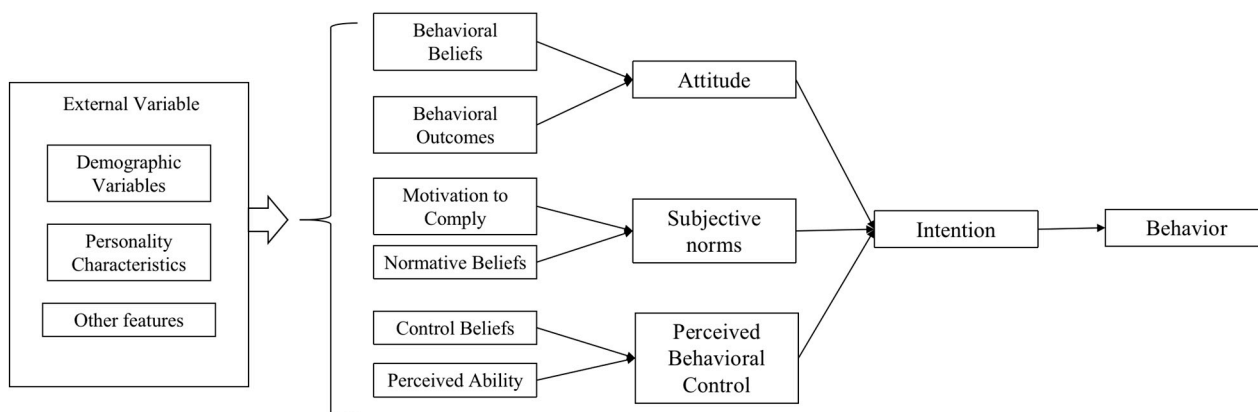 External Variable
Demographic
Variables
Personality
Characteristics
Other features
Behavioral
Beliefs
Behavioral
Outcomes
Motivation to
Comply
Normative Beliefs
Control Beliefs
Perceived Ability
Attitude
Subjective
norms
Perceived
Behavioral
Control
Intention
Behavior